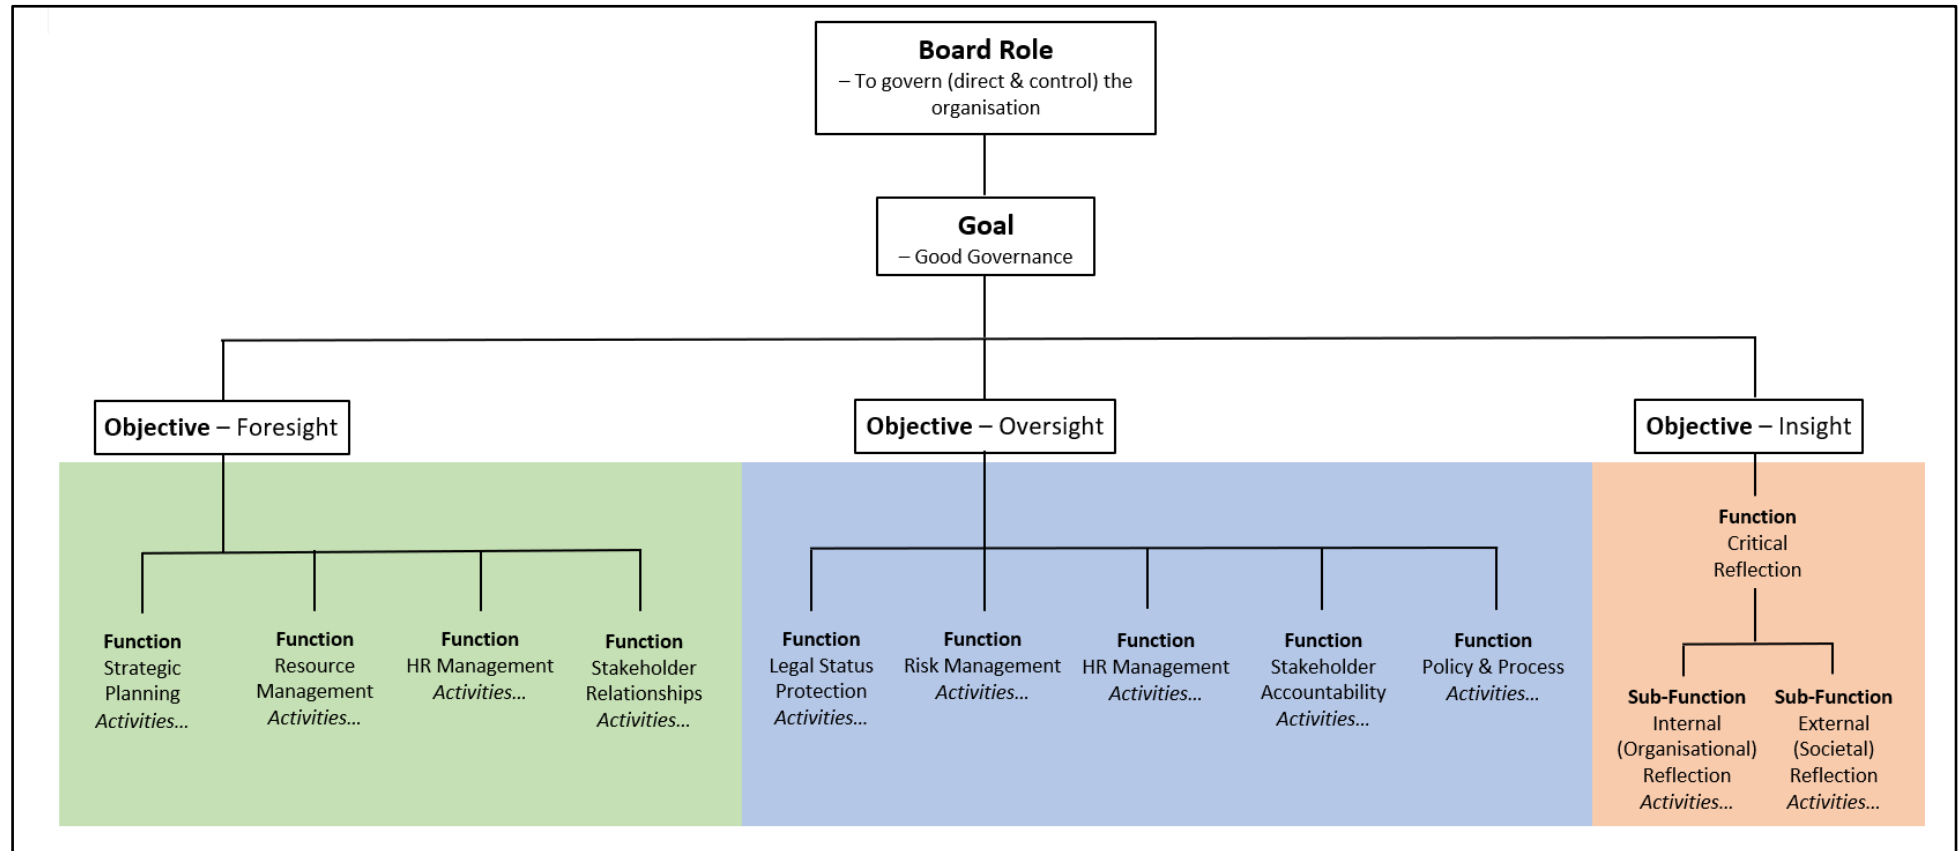 Board Role
– To govern (direct & control) the
organisation
Goal
– Good Governance
Objective – Foresight
Objective – Oversight
Objective – Insight
Function
Strategic
Planning
Activities...
Function
Resource
Management
Activities...
Function
HR Management
Activities...
Function
Stakeholder
Relationships
Activities...
Function
Legal Status
Protection
Activities...
Function
Risk Management
Activities...
Function
HR Management
Activities...
Function
Stakeholder
Accountability
Activities...
Function
Policy & Process
Activities...
Function
Critical
Reflection
Sub-Function
Internal
(Organisational)
Reflection
Activities...
Sub-Function
External
(Societal)
Reflection
Activities...